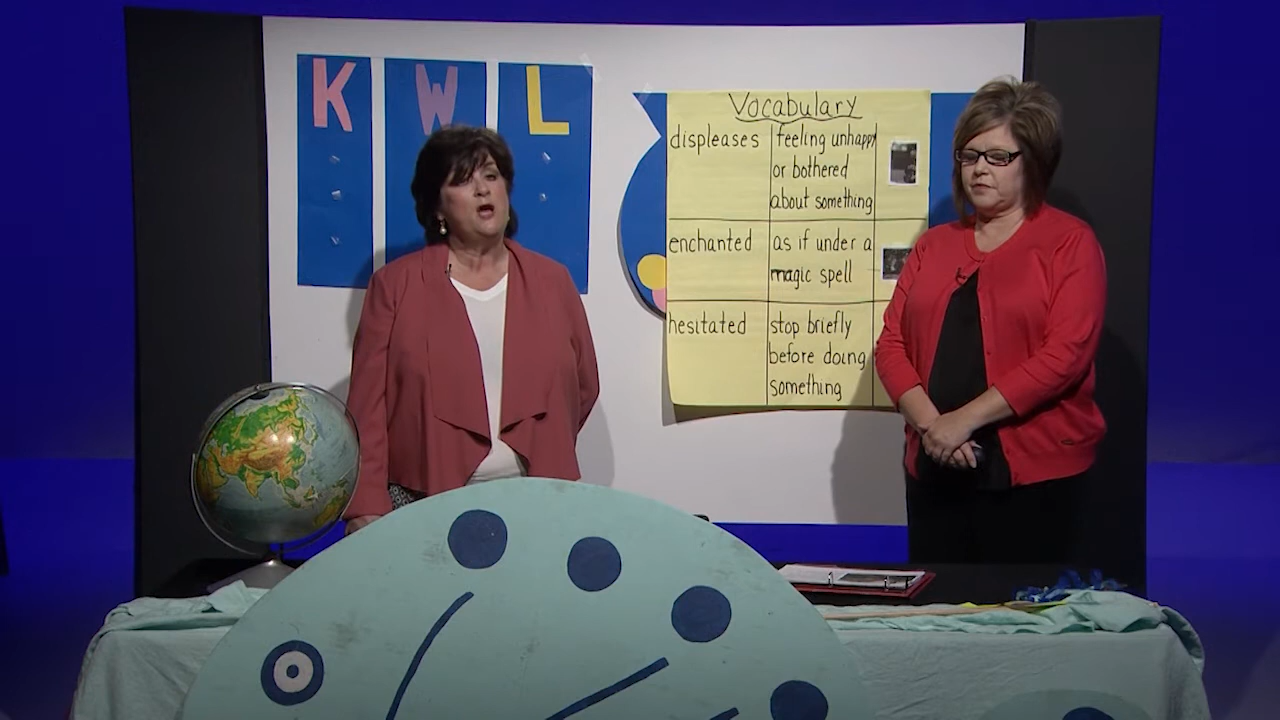 K W L
Vocabulary
displeases feeling unhappy
or bothered
about something
enchanted as if under a
magic spell
hesitated stop briefly
before doing
something